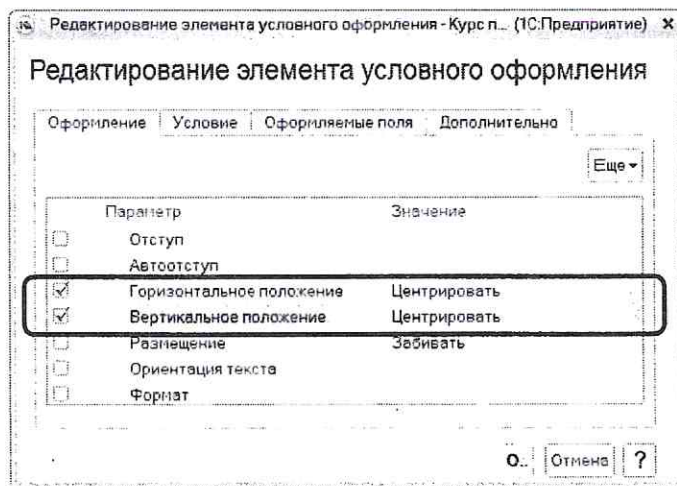 Редактирование элемента условного оформления - Курс п... (1С:Предприятие) ×
Редактирование элемента условного оформления
Оформление Условие Оформляемые поля Дополнительно
Еще
Параметр Значение
Отступ
Автоотступ
Горизонтальное положение Центрировать
Вертикальное положение Центрировать
Размещение Забивать
Ориентация текста
Формат
О.. Отмена ?